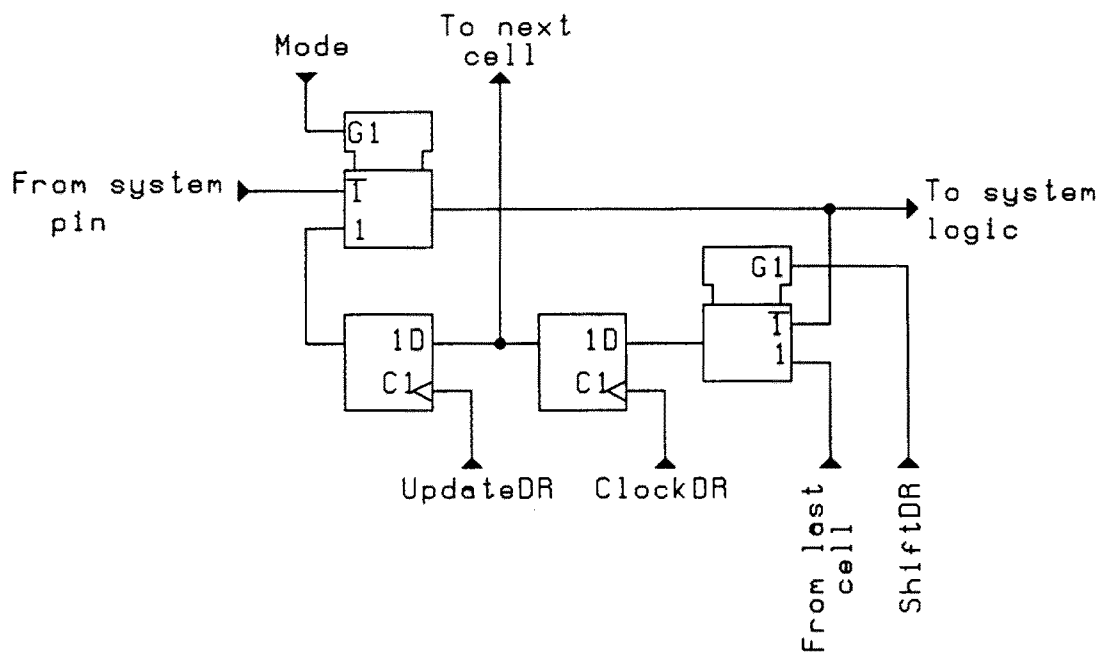 To next
cell
Mode
G1
From system
pin
1
1
To system
logic
G1
1
1
1D
C1
1D
C1
UpdateDR
ClockDR
From last
cell
ShiftDR